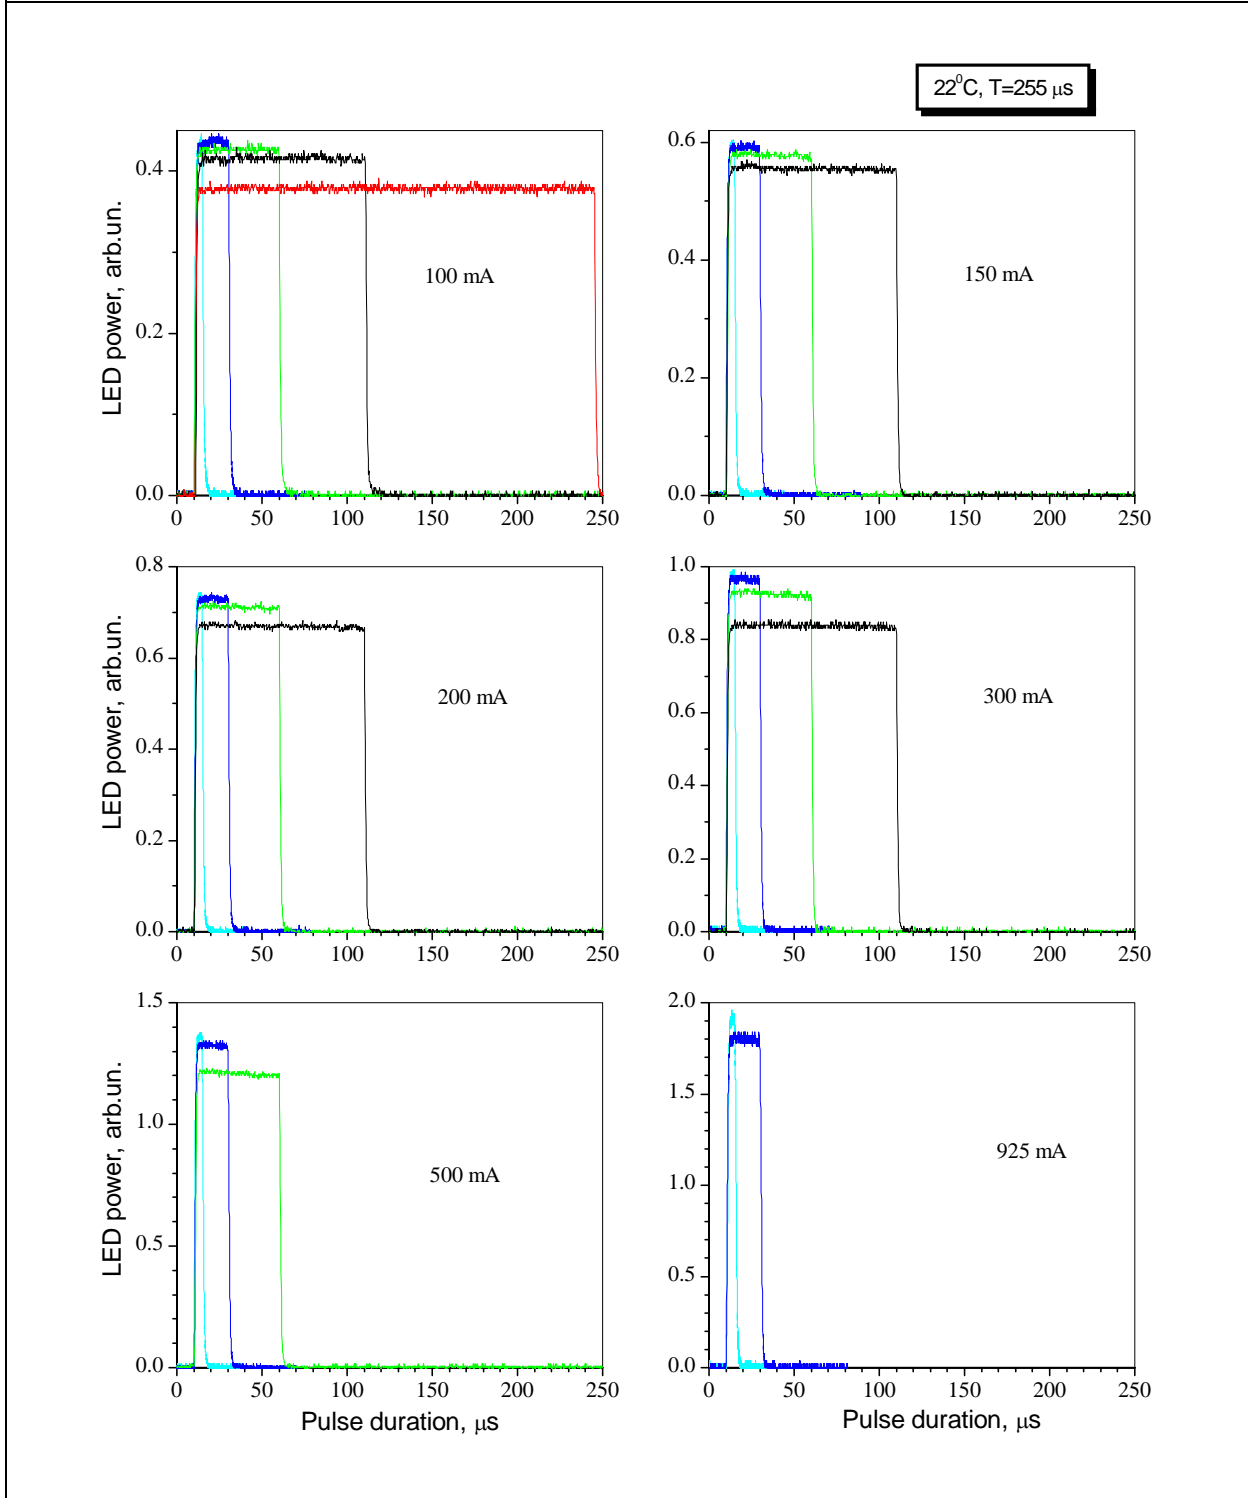 22⁰C, T=255 μs
LED power, arb.un.
0.4
0.2
0.0
100 mA
0 50 100 150 200 250
0.6
0.4
0.2
0.0
150 mA
0 50 100 150 200 250
LED power, arb.un.
0.8
0.6
0.4
0.2
0.0
200 mA
0 50 100 150 200 250
1.0
0.8
0.6
0.4
0.2
0.0
300 mA
0 50 100 150 200 250
LED power, arb.un.
1.5
1.0
0.5
0.0
500 mA
0 50 100 150 200 250
Pulse duration, μs
2.0
1.5
1.0
0.5
0.0
925 mA
0 50 100 150 200 250
Pulse duration, μs